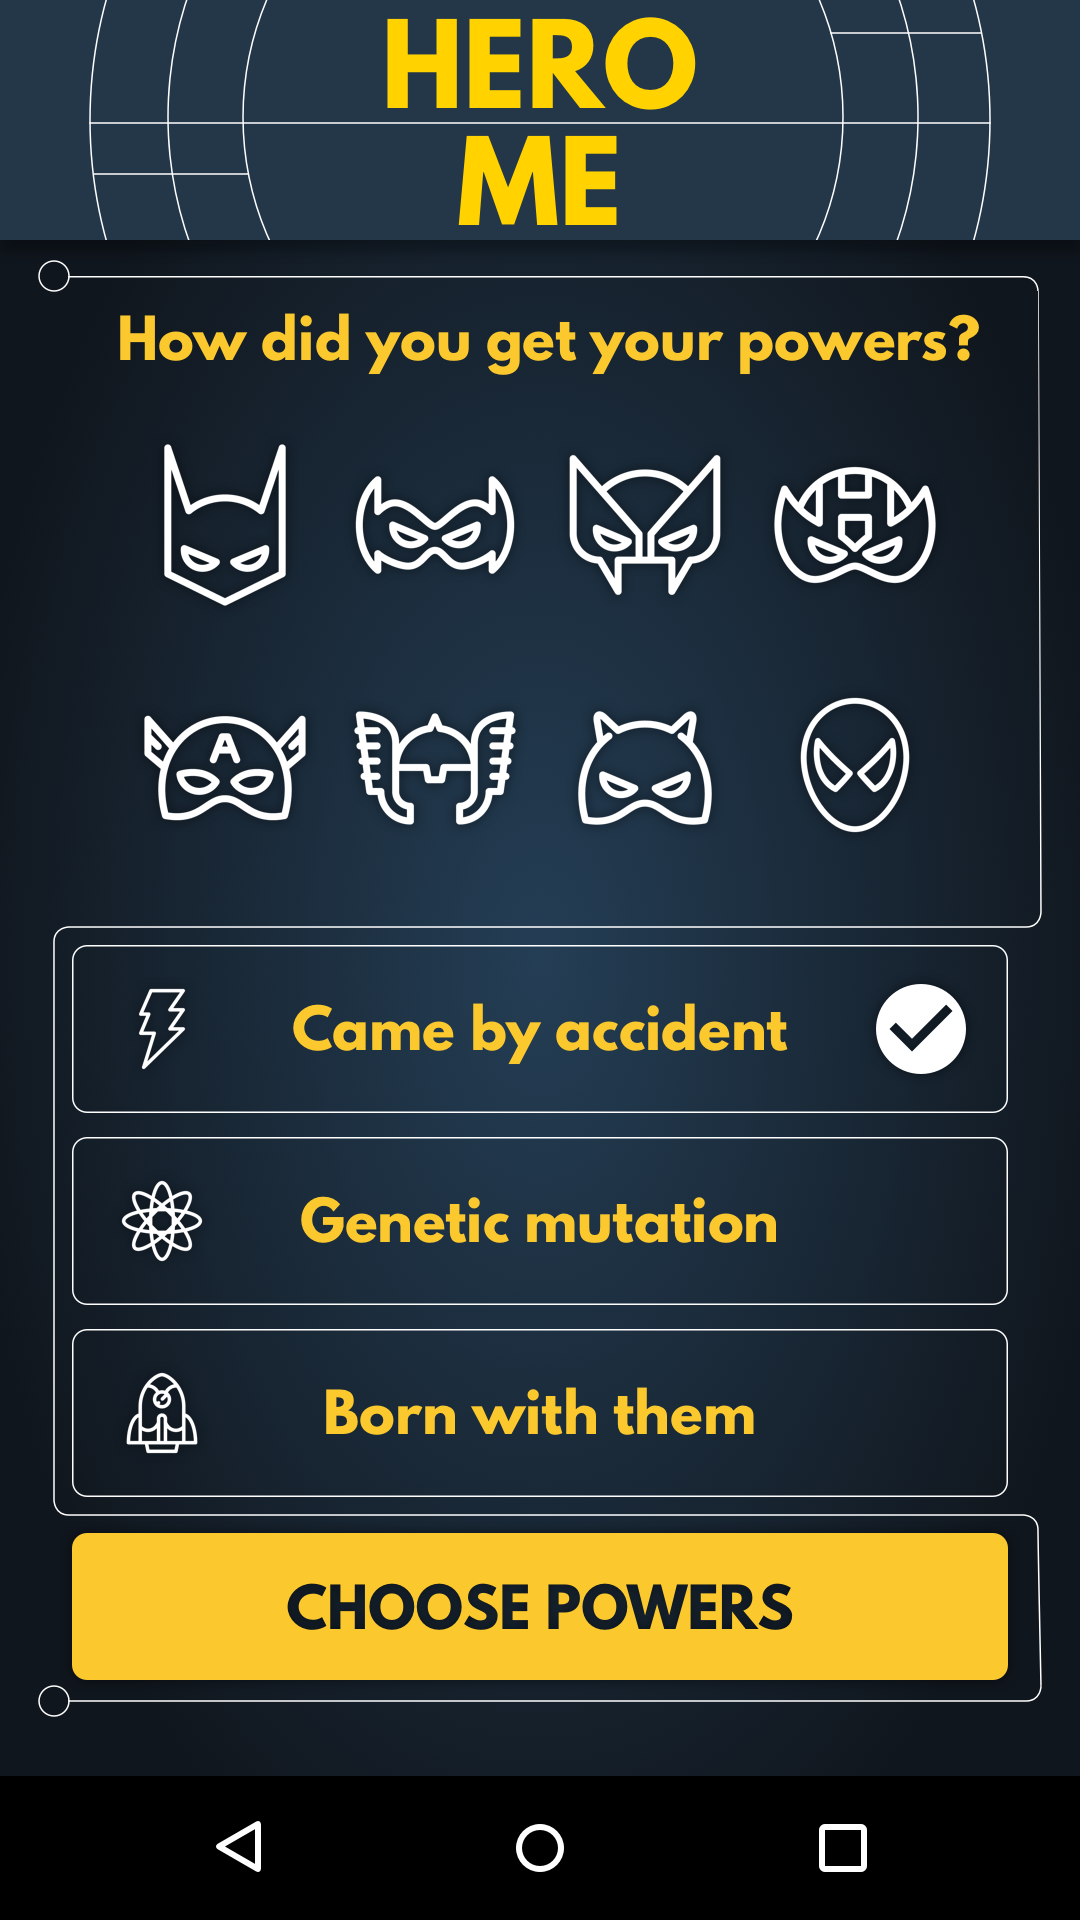 HERO
ME
How did you get your powers?
A
Came by accident
Genetic mutation
Born with them
CHOOSE POWERS